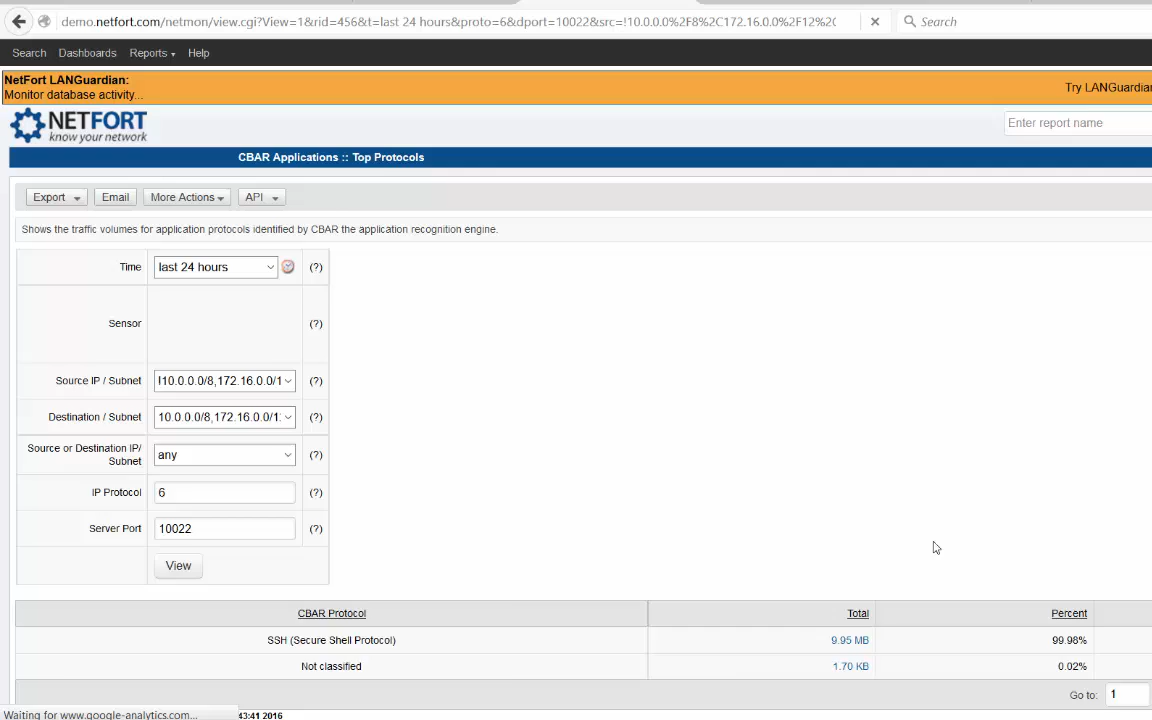 demo.netfort.com/netmon/view.cgi?View=1&rid=456&t=last 24 hours&proto=6&dport=10022&src=!10.0.0.0%2F8%2C172.16.0.0%2F12%2C
Search
Search Dashboards Reports Help
NetFort LANGuardian:
Monitor database activity...
Try LANGuardian
NETFORT
know your network
Enter report name
CBAR Applications :: Top Protocols
Export Email More Actions API
Shows the traffic volumes for application protocols identified by CBAR the application recognition engine.
Time last 24 hours (?)
Sensor (?)
Source IP / Subnet !10.0.0.0/8,172.16.0.0/1 (?)
Destination / Subnet 10.0.0.0/8,172.16.0.0/1 (?)
Source or Destination IP/
Subnet any (?)
IP Protocol 6 (?)
Server Port 10022 (?)
View
CBAR Protocol Total Percent
SSH (Secure Shell Protocol) 9.95 MB 99.98%
Not classified 1.70 KB 0.02%
Go to: 1
Waiting for www.google-analytics.com... 43:41 2016